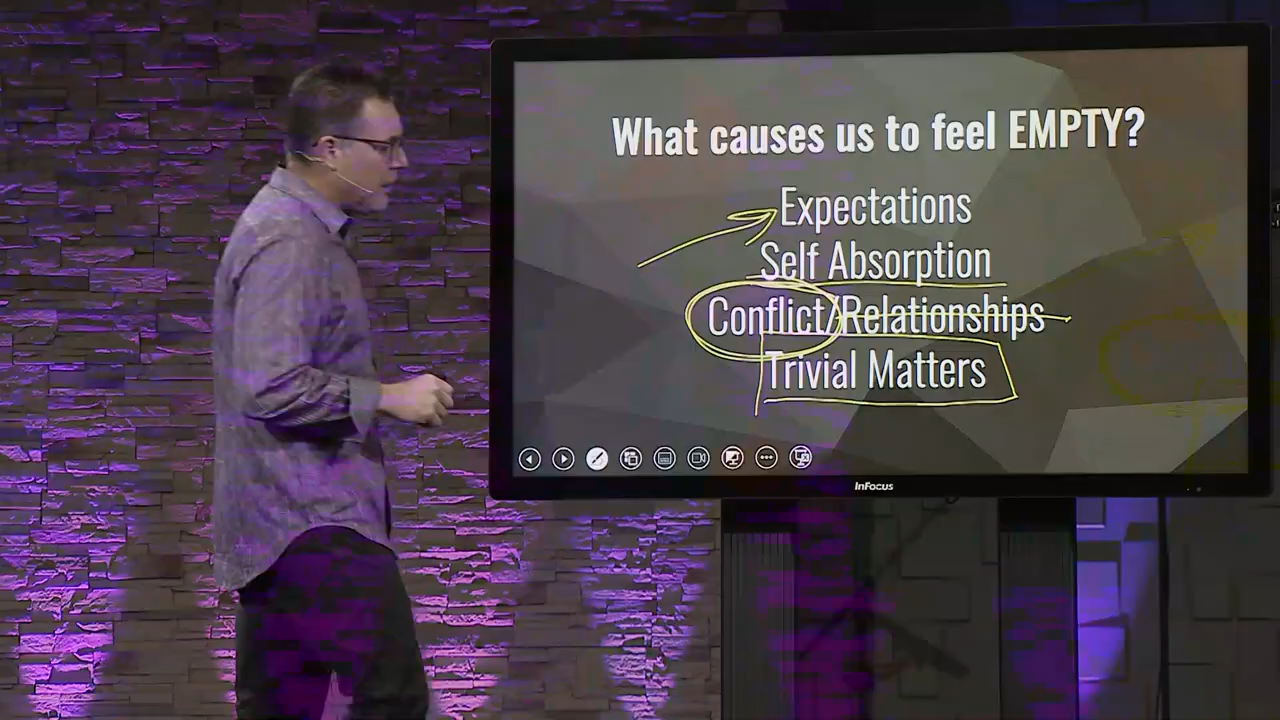 What causes us to feel EMPTY?
Expectations
Self Absorption
Conflict/Relationships
Trivial Matters
InFocus